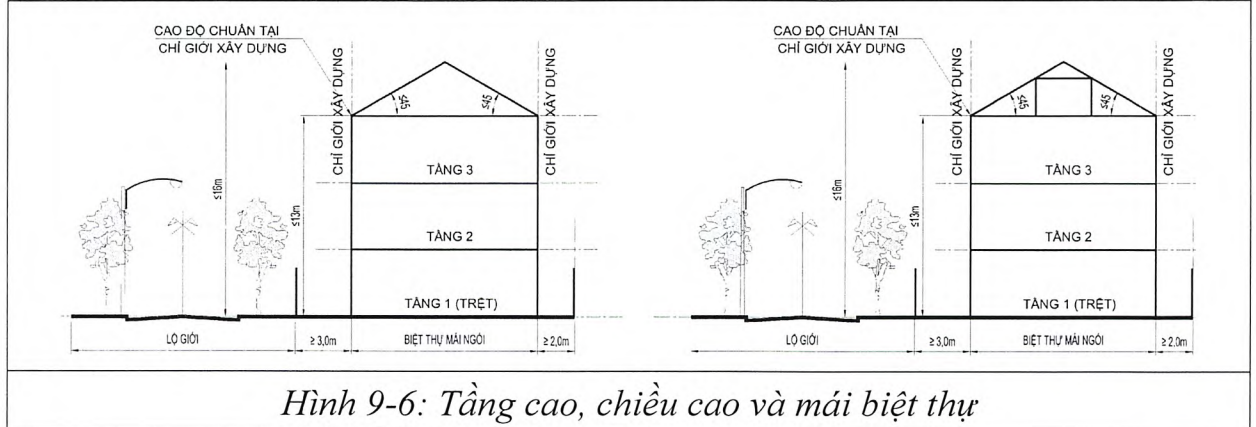 CAO ĐỘ CHUẨN TẠI
CHỈ GIỚI XÂY DỰNG
CHỈ GIỚI XÂY DỰNG
CHỈ GIỚI XÂY DỰNG
≤45
≤45
≤16m
≤13m
TẦNG 3
TẦNG 2
TẦNG 1 (TRỆT)
LỘ GIỚI
≥ 3,0m
BIỆT THỰ MÁI NGÓI
≥ 2,0m
CAO ĐỘ CHUẨN TẠI
CHỈ GIỚI XÂY DỰNG
CHỈ GIỚI XÂY DỰNG
CHỈ GIỚI XÂY DỰNG
≤45
≤45
≤16m
≤13m
TẦNG 3
TẦNG 2
TẦNG 1 (TRỆT)
LỘ GIỚI
≥ 3,0m
BIỆT THỰ MÁI NGÓI
≥ 2,0m
Hình 9-6: Tầng cao, chiều cao và mái biệt thự